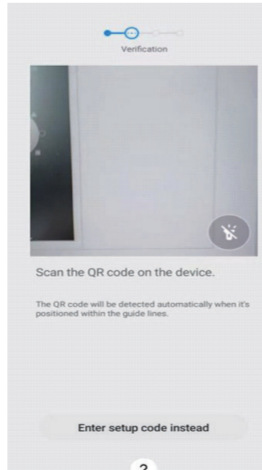 Verification
Scan the QR code on the device.
The QR code will be detected automatically when it's
positioned within the guide lines.
Enter setup code instead
?